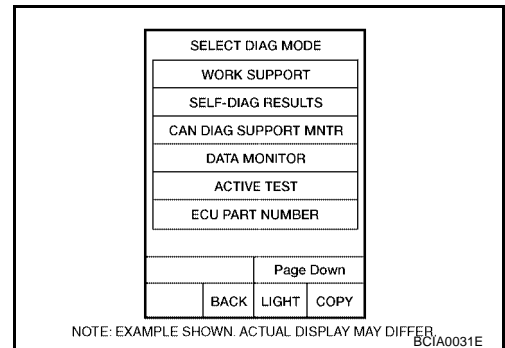 SELECT DIAG MODE
WORK SUPPORT
SELF-DIAG RESULTS
CAN DIAG SUPPORT MNTR
DATA MONITOR
ACTIVE TEST
ECU PART NUMBER
Page Down
BACK LIGHT COPY
NOTE: EXAMPLE SHOWN. ACTUAL DISPLAY MAY DIFFER.
BCIA0031E